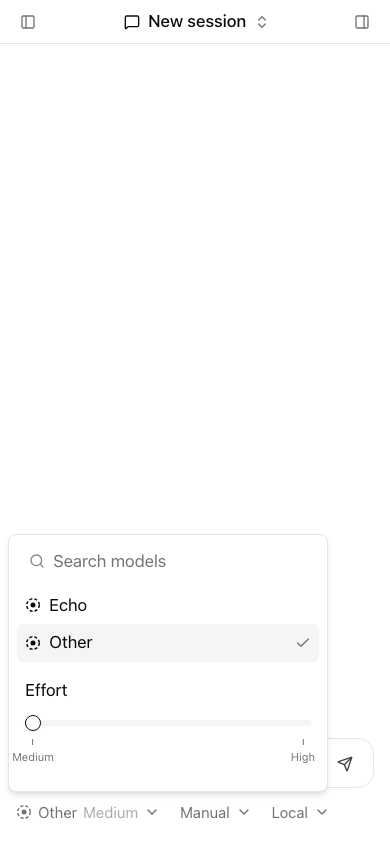 New session
Search models
Echo
Other
Effort
Medium High
Other Medium Manual Local